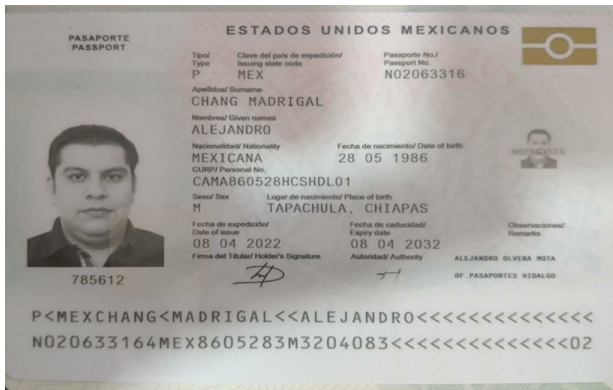 PASAPORTE
PASSPORT
ESTADOS UNIDOS MEXICANOS
Tipo/ Clave del país de expedición/ Pasaporte No./
Type Issuing state code Passport No.
P MEX N02063316
Apellidos/ Surname
CHANG MADRIGAL
Nombres/ Given names
ALEJANDRO
Nacionalidad/ Nationality Fecha de nacimiento/ Date of birth
MEXICANA 28 05 1986
CURP/ Personal No.
CAMA860528HCSHDL01
Sexo/ Sex Lugar de nacimiento/ Place of birth
M TAPACHULA, CHIAPAS
Fecha de expedición/ Fecha de caducidad/ Observaciones/
Date of issue Expiry date Remarks
08 04 2022 08 04 2032
Firma del Titular/ Holder's Signature Autoridad/ Authority ALEJANDRO OLVERA MOTA
OF.PASAPORTES HIDALGO
785612
P<MEXCHANG<MADRIGAL<<ALEJANDRO<<<<<<<<<<<<<<
N020633164MEX8605283M3204083<<<<<<<<<<<<<<02